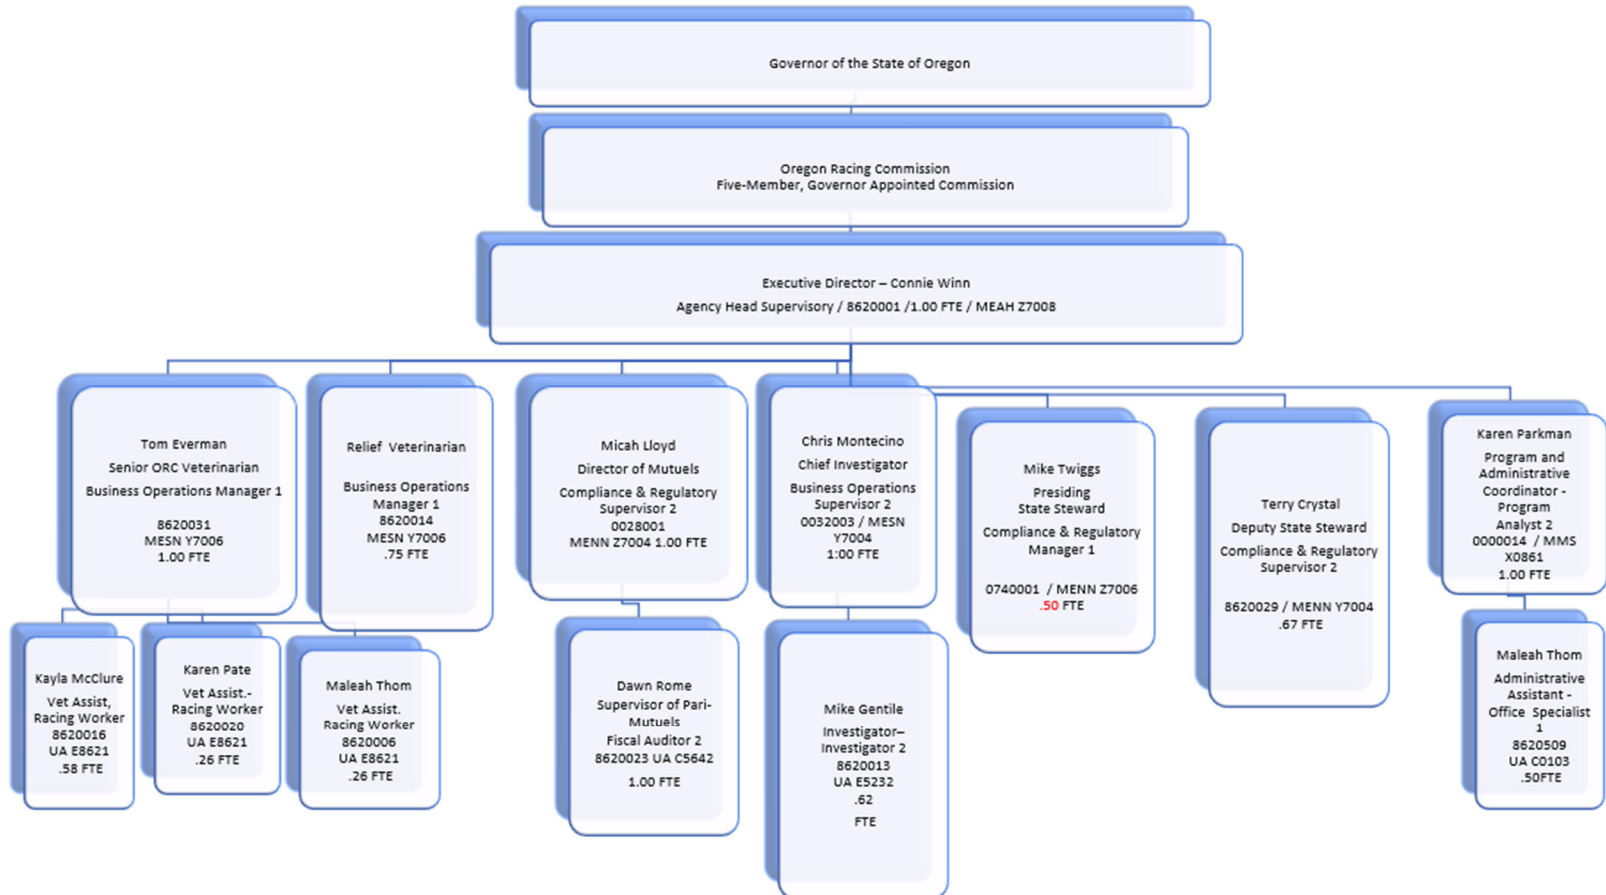 Governor of the State of Oregon
Oregon Racing Commission
Five-Member, Governor Appointed Commission
Executive Director – Connie Winn
Agency Head Supervisory / 8620001 /1.00 FTE / MEAH Z7008
Tom Everman
Senior ORC Veterinarian
Business Operations Manager 1
8620031
MESN Y7006
1.00 FTE
Relief Veterinarian
Business Operations
Manager 1
8620014
MESN Y7006
.75 FTE
Micah Lloyd
Director of Mutuels
Compliance & Regulatory
Supervisor 2
0028001
MENN Z7004 1.00 FTE
Chris Montecino
Chief Investigator
Business Operations
Supervisor 2
0032003 / MESN
Y7004
1:00 FTE
Mike Twiggs
Presiding
State Steward
Compliance & Regulatory
Manager 1
0740001 / MENN Z7006
.50 FTE
Terry Crystal
Deputy State Steward
Compliance & Regulatory
Supervisor 2
8620029 / MENN Y7004
.67 FTE
Karen Parkman
Program and
Administrative
Coordinator -
Program
Analyst 2
0000014 / MMS
X0861
1.00 FTE
Kayla McClure
Vet Assist,
Racing Worker
8620016
UA E8621
.58 FTE
Karen Pate
Vet Assist.-
Racing Worker
8620020
UA E8621
.26 FTE
Maleah Thom
Vet Assist.
Racing Worker
8620006
UA E8621
.26 FTE
Dawn Rome
Supervisor of Pari-
Mutuels
Fiscal Auditor 2
8620023 UA C5642
1.00 FTE
Mike Gentile
Investigator–
Investigator 2
8620013
UA E5232
.62
FTE
Maleah Thom
Administrative
Assistant -
Office Specialist
1
8620509
UA C0103
.50FTE